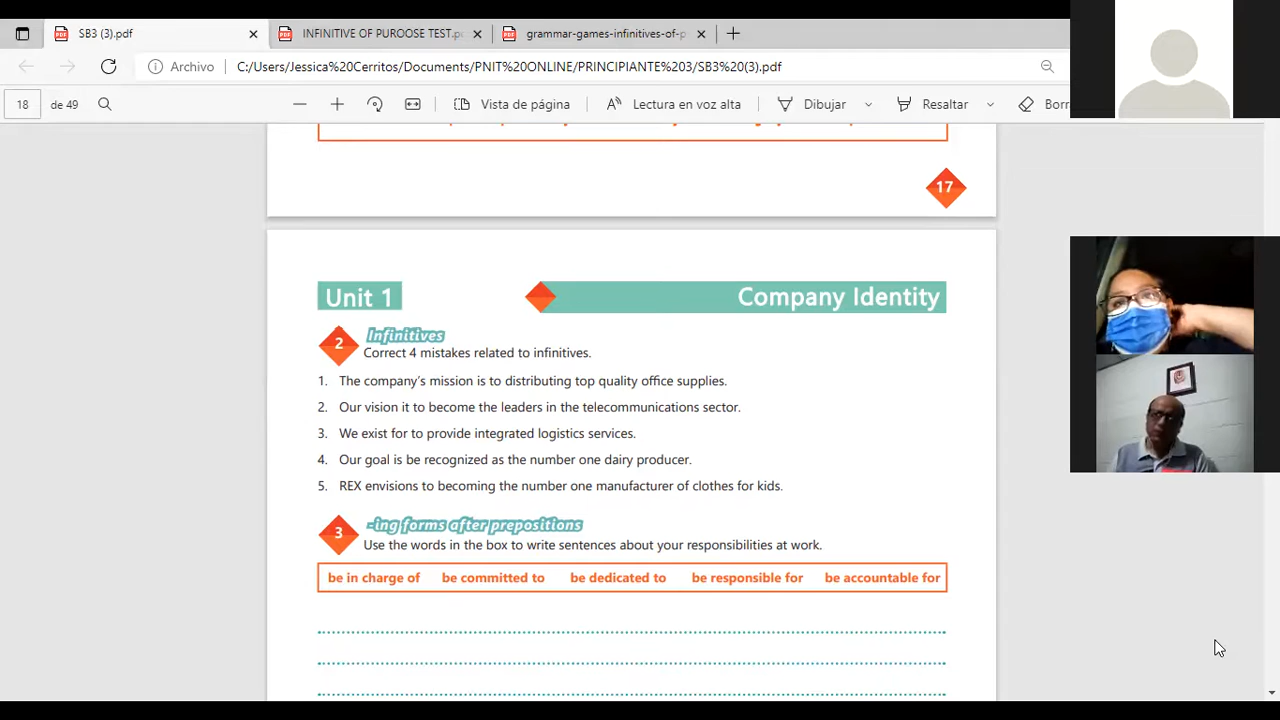 SB3 (3).pdf
INFINITIVE OF PUROOSE TEST.p
grammar-games-infinitives-of-p
Archivo
C:/Users/Jessica%20Cerritos/Documents/PNIT%20ONLINE/PRINCIPIANTE%203/SB3%20(3).pdf
18 de 49
Vista de página
Lectura en voz alta
Dibujar
Resaltar
Borr
17
Unit 1
Company Identity
2 Infinitives
Correct 4 mistakes related to infinitives.
1. The company's mission is to distributing top quality office supplies.
2. Our vision it to become the leaders in the telecommunications sector.
3. We exist for to provide integrated logistics services.
4. Our goal is be recognized as the number one dairy producer.
5. REX envisions to becoming the number one manufacturer of clothes for kids.
3 -ing forms after prepositions
Use the words in the box to write sentences about your responsibilities at work.
be in charge of be committed to be dedicated to be responsible for be accountable for